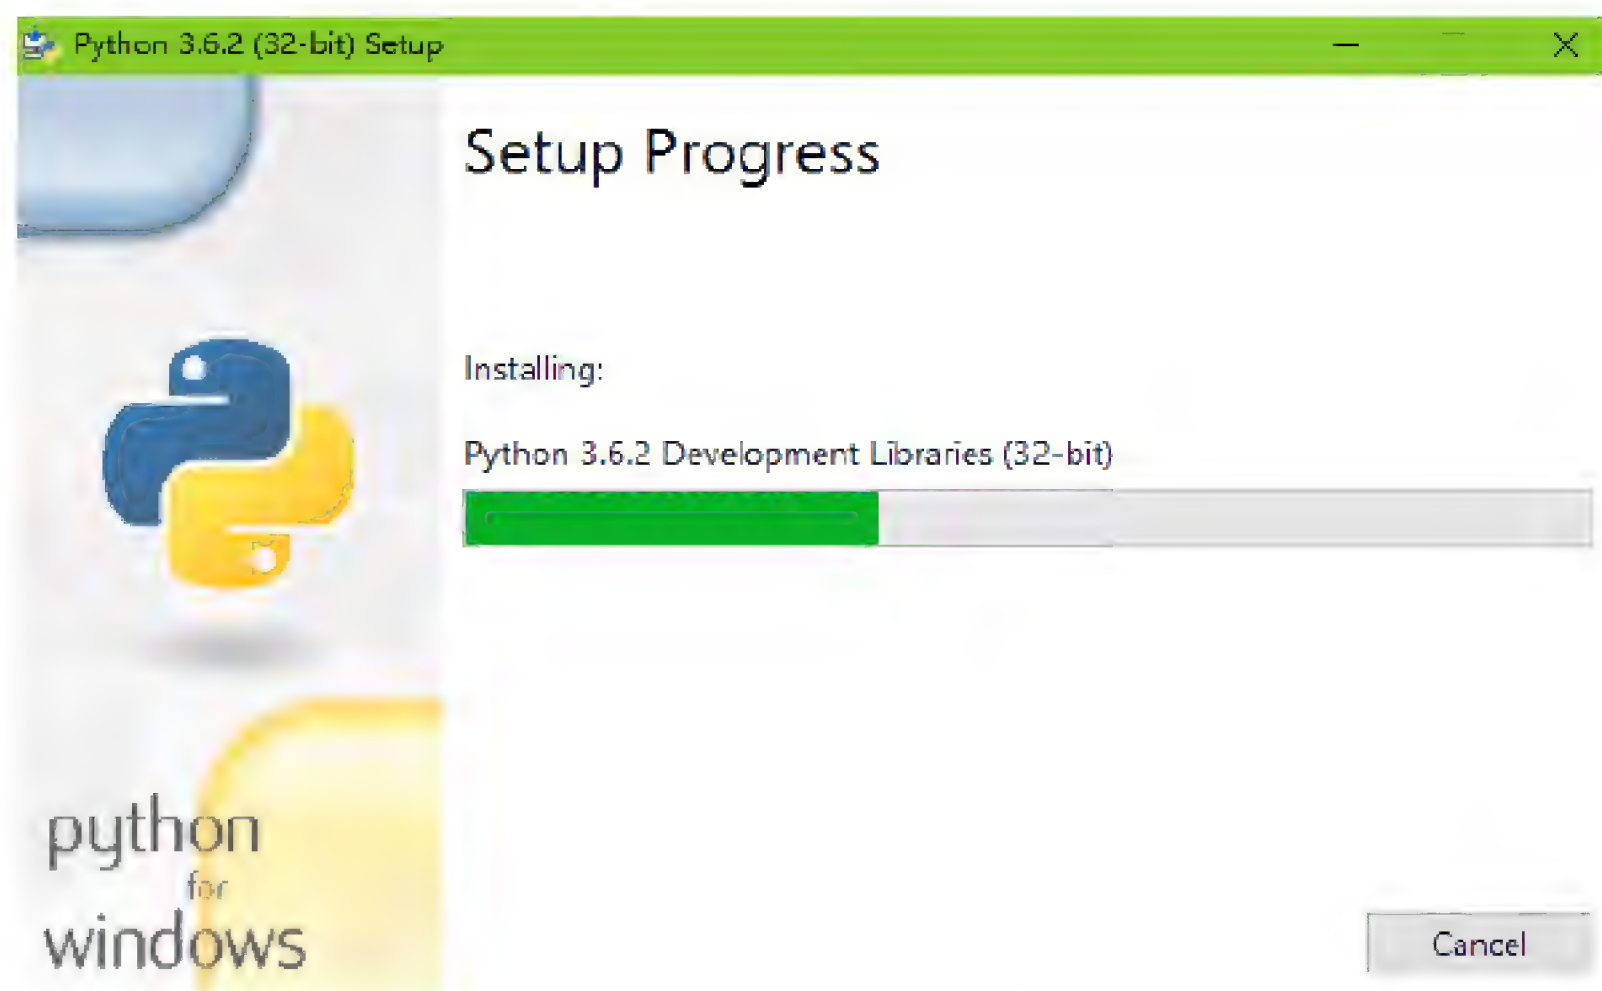 Python 3.6.2 (32-bit) Setup
Setup Progress
Installing:
Python 3.6.2 Development Libraries (32-bit)
python
for
windows
Cancel